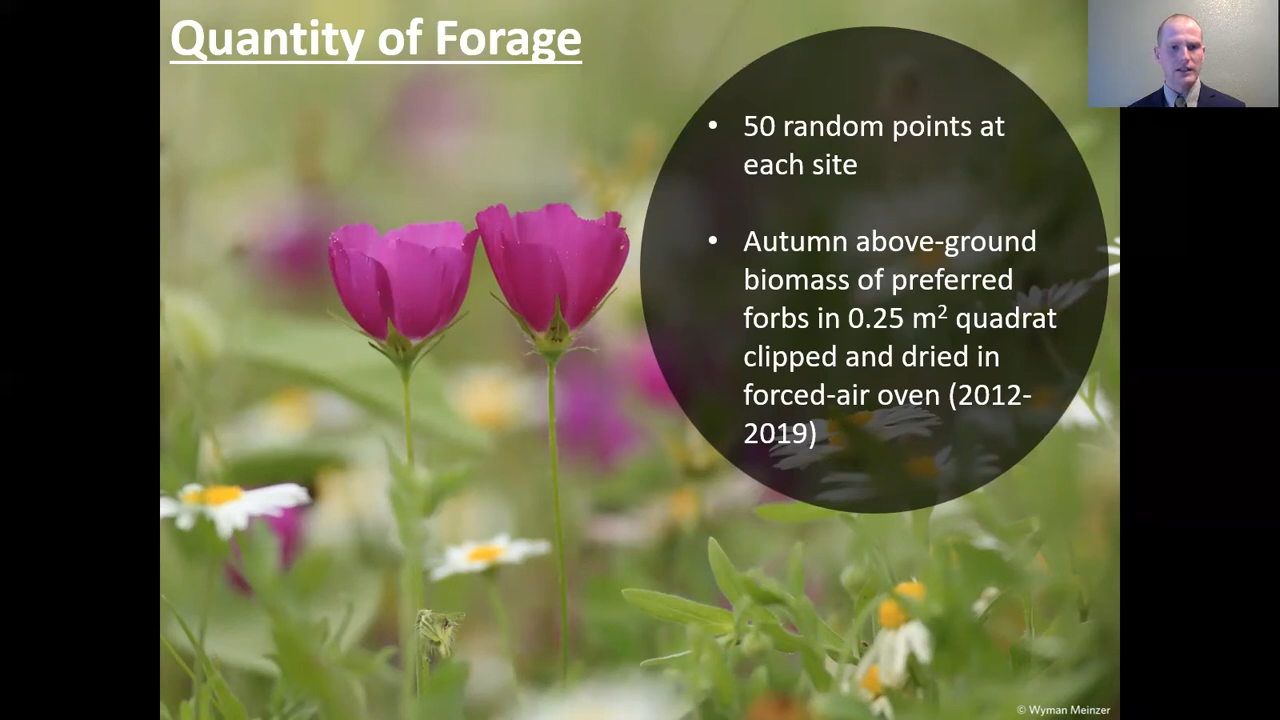 Quantity of Forage
• 50 random points at
each site
• Autumn above-ground
biomass of preferred
forbs in 0.25 m² quadrat
clipped and dried in
forced-air oven (2012-
2019)
© Wyman Meinzer